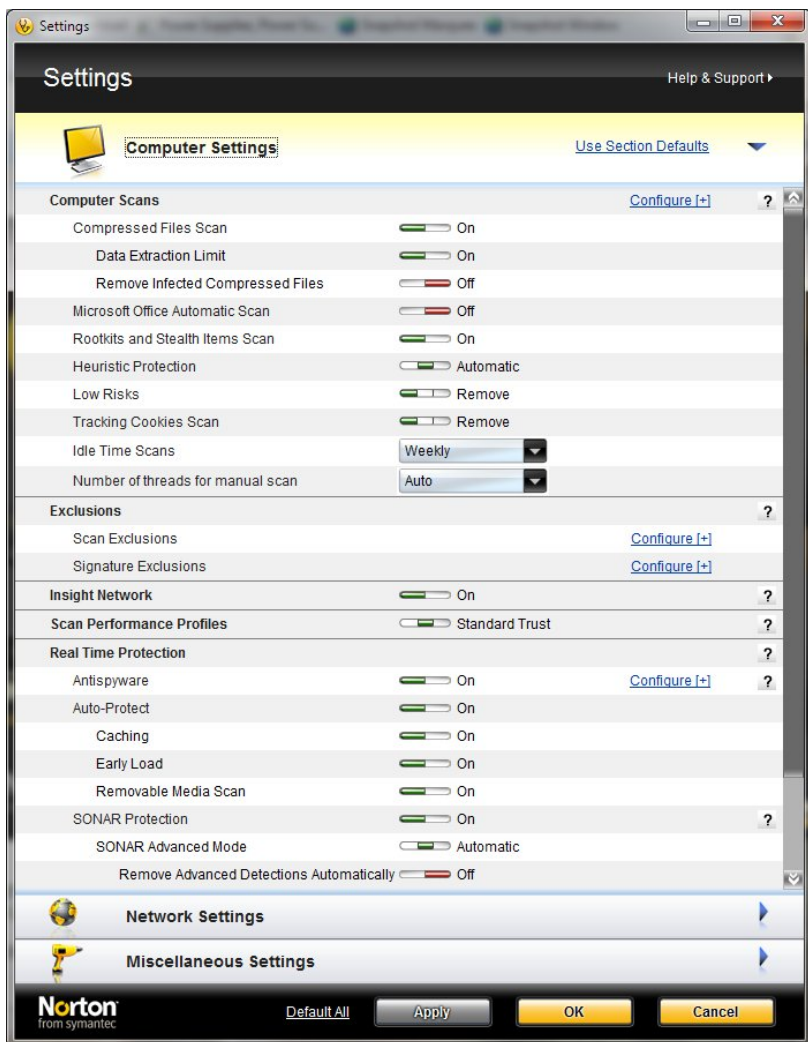 Settings
Settings
Help & Support
Computer Settings
Use Section Defaults
Computer Scans Configure [+] ?
Compressed Files Scan On
Data Extraction Limit On
Remove Infected Compressed Files Off
Microsoft Office Automatic Scan Off
Rootkits and Stealth Items Scan On
Heuristic Protection Automatic
Low Risks Remove
Tracking Cookies Scan Remove
Idle Time Scans Weekly
Number of threads for manual scan Auto
Exclusions ?
Scan Exclusions Configure [+]
Signature Exclusions Configure [+]
Insight Network On ?
Scan Performance Profiles Standard Trust ?
Real Time Protection ?
Antispyware On Configure [+] ?
Auto-Protect On
Caching On
Early Load On
Removable Media Scan On
SONAR Protection On ?
SONAR Advanced Mode Automatic
Remove Advanced Detections Automatically Off
Network Settings
Miscellaneous Settings
Norton
from symantec
Default All Apply OK Cancel